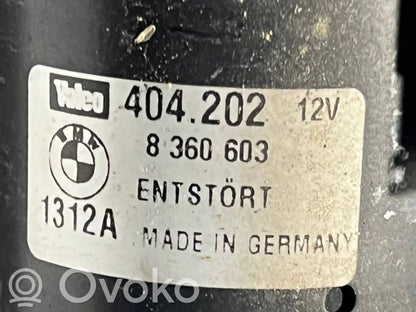 Valeo 404.202 12V
BMW 8 360 603
ENTSTÖRT
1312A MADE IN GERMANY
OVOKO